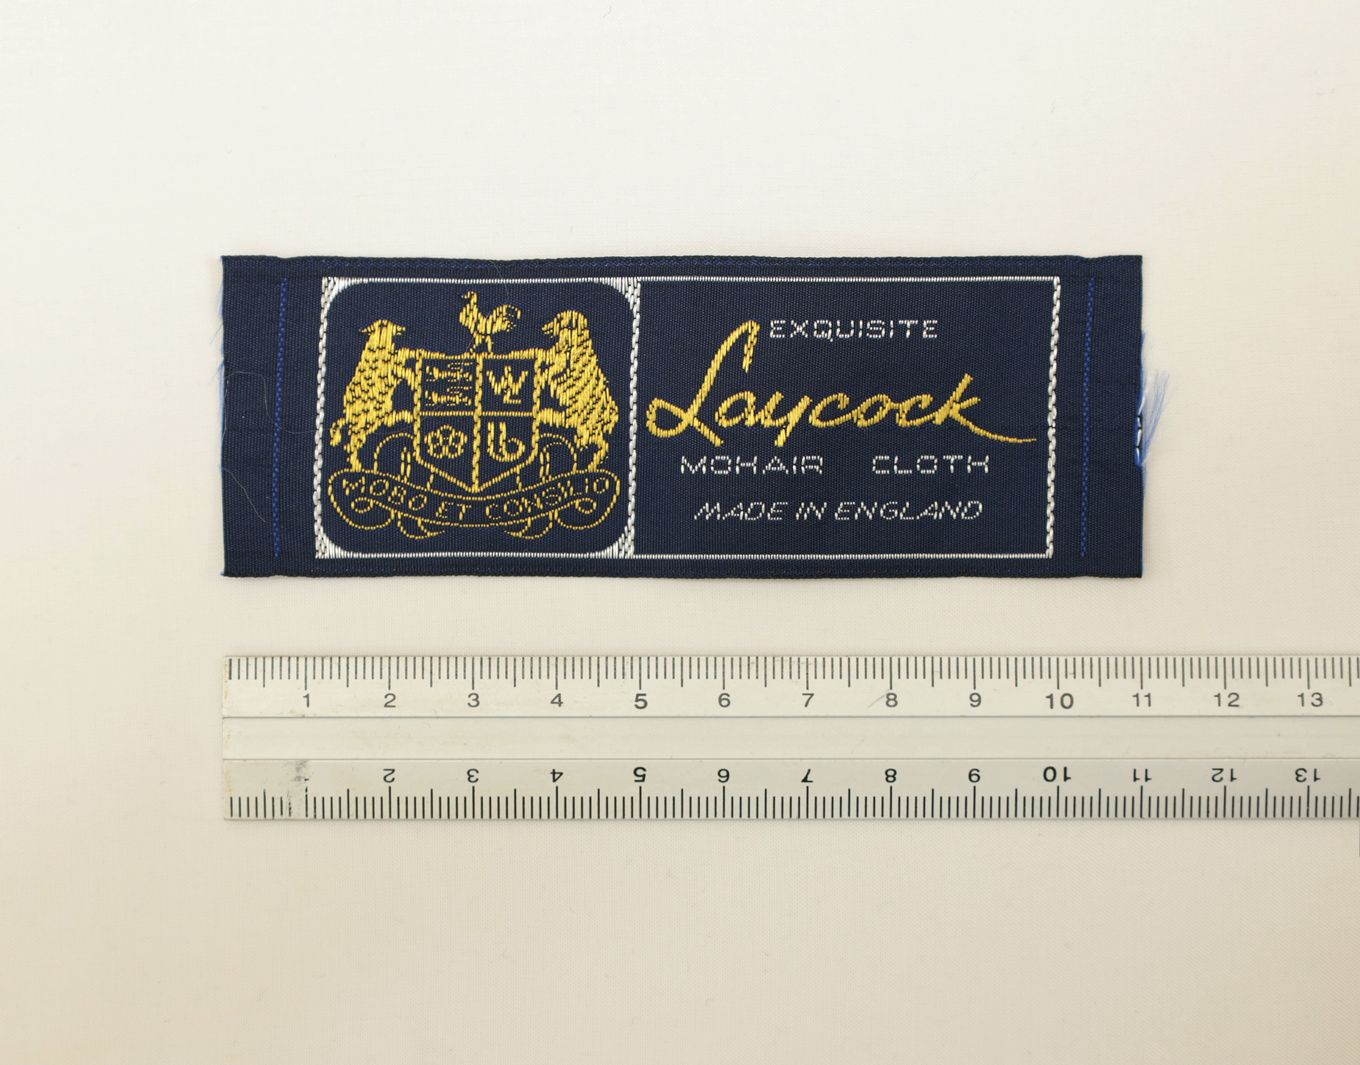 WL
MOBO ET CONSILIO
EXQUISITE
Laycock
MOHAIR CLOTH
MADE IN ENGLAND
1 2 3 4 5 6 7 8 9 10 11 12 13
2 3 4 5 6 7 8 9 10 11 12 13